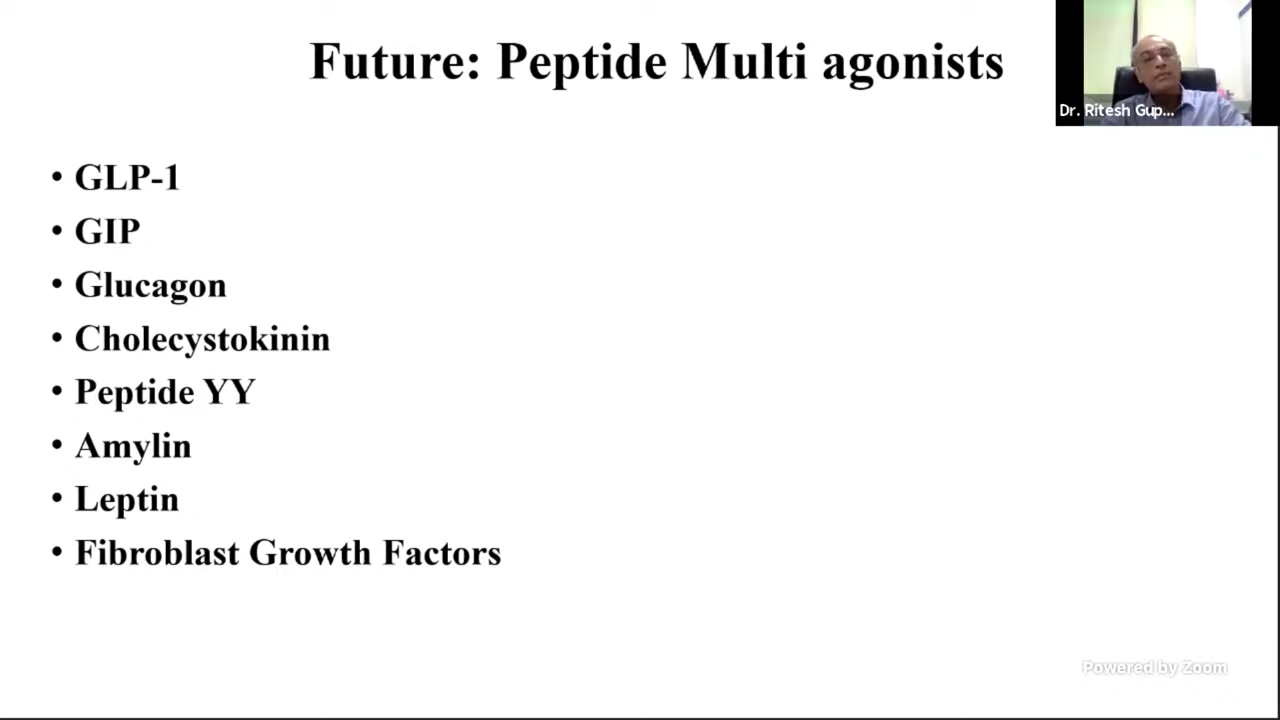 Future: Peptide Multi agonists
Dr. Ritesh Gup...
• GLP-1
• GIP
• Glucagon
• Cholecystokinin
• Peptide YY
• Amylin
• Leptin
• Fibroblast Growth Factors
Powered by Zoom